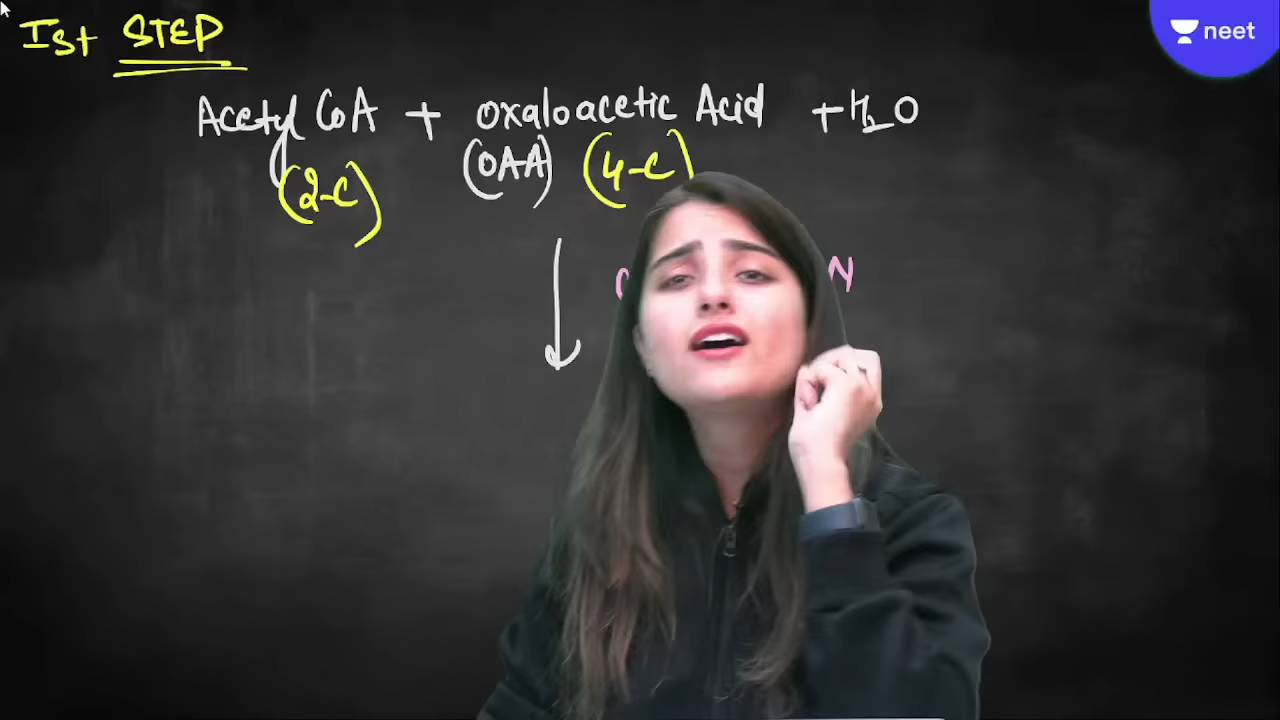 Ist STEP
neet
Acetyl CoA + Oxaloacetic Acid + H2O
(2-C) (OAA) (4-C)